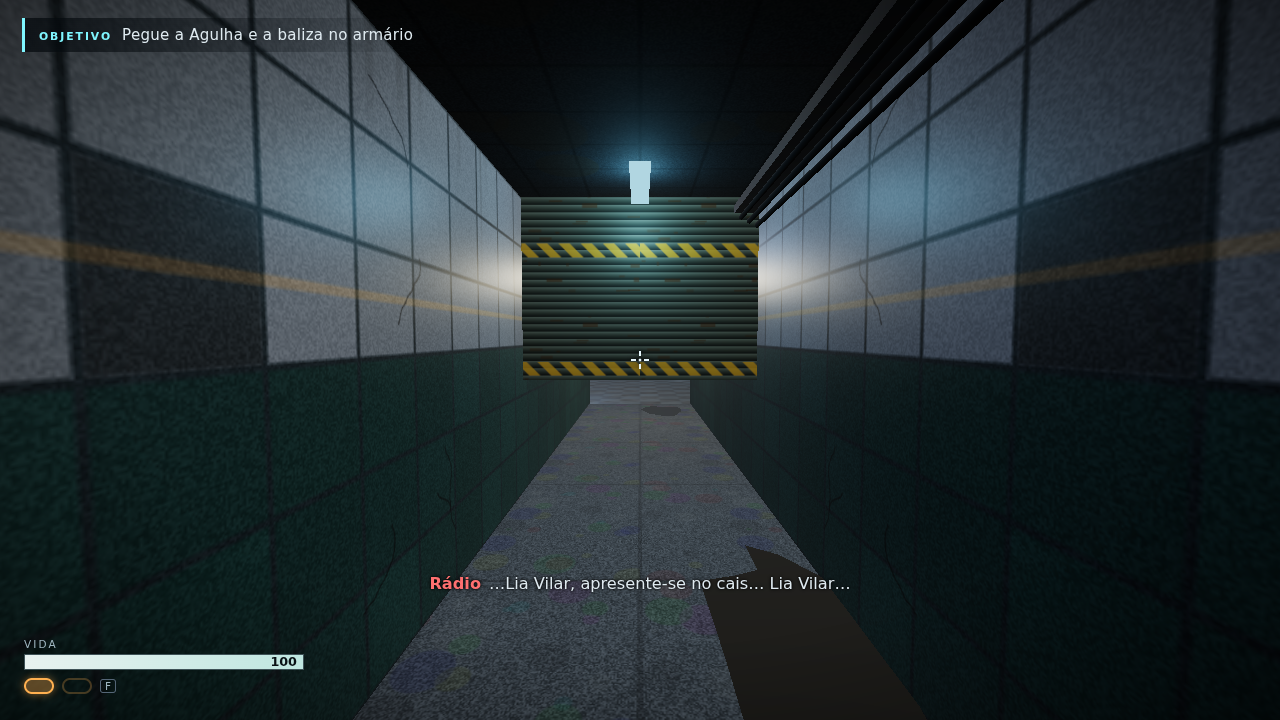 OBJETIVO Pegue a Agulha e a baliza no armário
Rádio ...Lia Vilar, apresente-se no cais... Lia Vilar...
VIDA
100
F